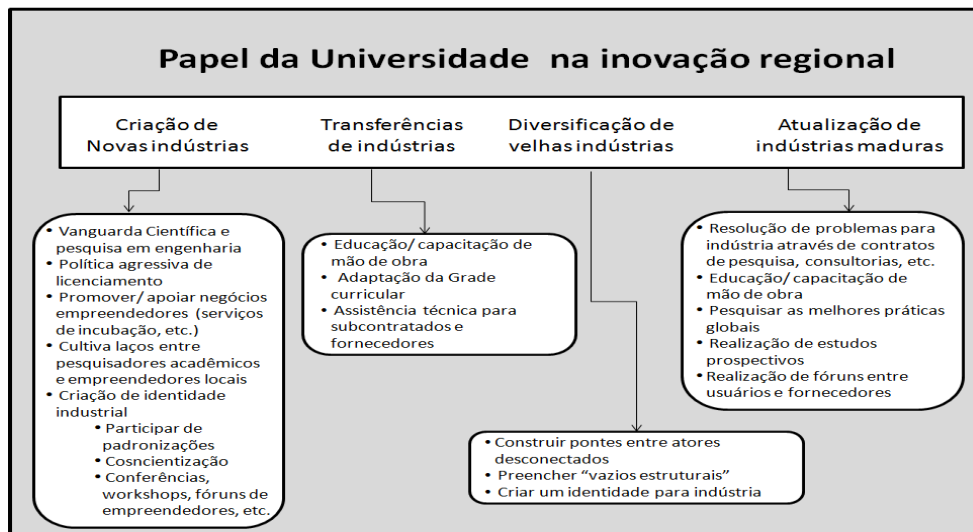 Papel da Universidade na inovação regional
Criação de
Novas indústrias
Transferências
de indústrias
Diversificação de
velhas indústrias
Atualização de
indústrias maduras
• Vanguarda Científica e
pesquisa em engenharia
• Política agressiva de
licenciamento
• Promover/ apoiar negócios
empreendedores (serviços
de incubação, etc.)
• Cultiva laços entre
pesquisadores acadêmicos
e empreendedores locais
• Criação de identidade
industrial
• Participar de
padronizações
• Cosncientização
• Conferências,
workshops, fóruns de
empreendedores, etc.
• Educação/ capacitação de
mão de obra
• Adaptação da Grade
curricular
• Assistência técnica para
subcontratados e
fornecedores
• Construir pontes entre atores
desconectados
• Preencher “vazios estruturais”
• Criar um identidade para indústria
• Resolução de problemas para
indústria através de contratos
de pesquisa, consultorias, etc.
• Educação/ capacitação de
mão de obra
• Pesquisar as melhores práticas
globais
• Realização de estudos
prospectivos
• Realização de fóruns entre
usuários e fornecedores